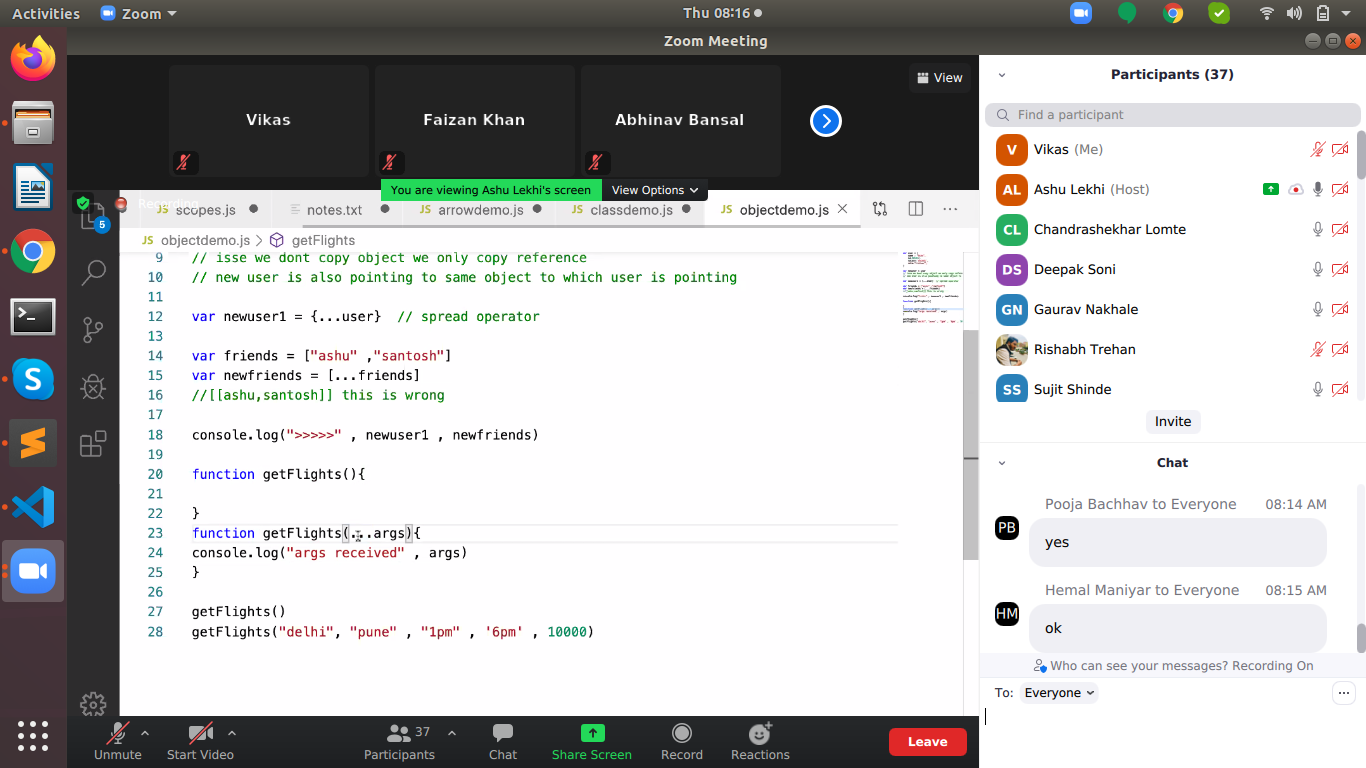 Activities
Zoom
Thu 08:16
Zoom Meeting
Vikas
Faizan Khan
Abhinav Bansal
View
You are viewing Ashu Lekhi's screen
View Options
Recording
5
JS scopes.js
notes.txt
JS arrowdemo.js
JS classdemo.js
JS objectdemo.js
JS objectdemo.js > getFlights
9 // isse we dont copy object we only copy reference
10 // new user is also pointing to same object to which user is pointing
11
12 var newuser1 = {...user}  // spread operator
13
14 var friends = ["ashu" ,"santosh"]
15 var newfriends = [...friends]
16 //[[ashu,santosh]] this is wrong
17
18 console.log(">>>>>" , newuser1 , newfriends)
19
20 function getFlights(){
21
22 }
23 function getFlights(...args){
24 console.log("args received" , args)
25 }
26
27 getFlights()
28 getFlights("delhi", "pune" , "1pm" , '6pm' , 10000)
Unmute
Start Video
37
Participants
Chat
Share Screen
Record
Reactions
Leave
Participants (37)
Find a participant
V Vikas (Me)
AL Ashu Lekhi (Host)
CL Chandrashekhar Lomte
DS Deepak Soni
GN Gaurav Nakhale
Rishabh Trehan
SS Sujit Shinde
Invite
Chat
Pooja Bachhav to Everyone 08:14 AM
PB yes
Hemal Maniyar to Everyone 08:15 AM
HM ok
Who can see your messages? Recording On
To: Everyone